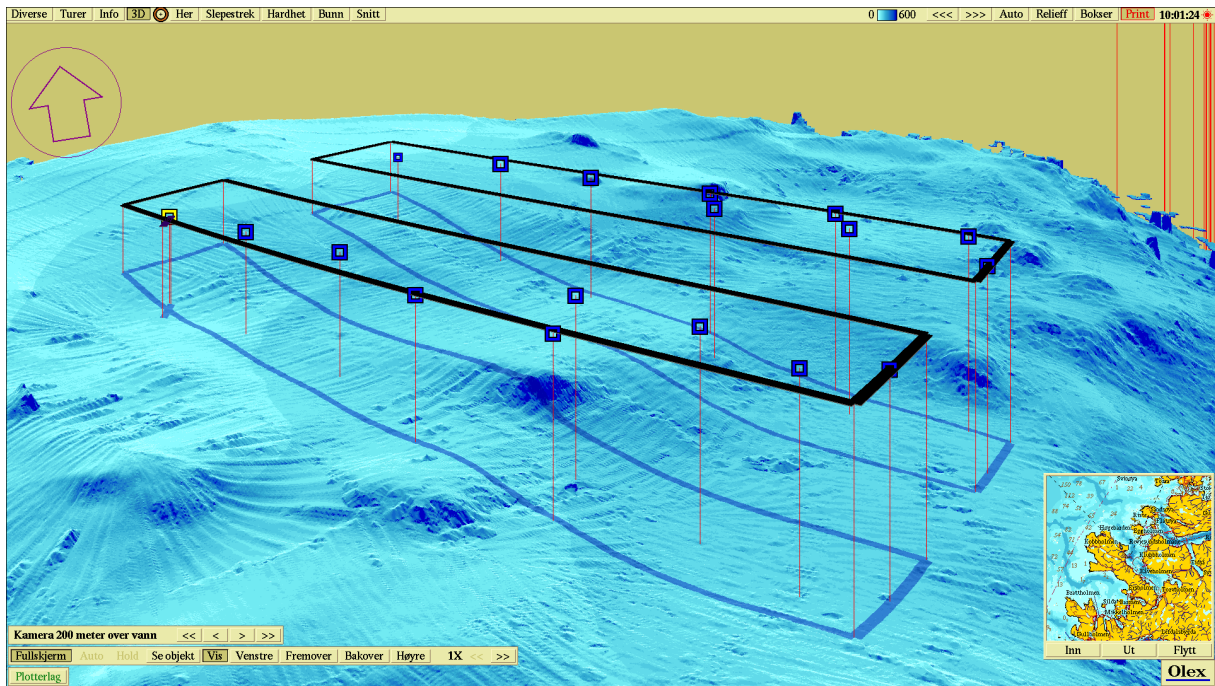 Diverse Turer Info 3D Her Slepestrek Hardhet Bunn Snitt 0 600 <<< >>> Auto Relieff Bokser Print 10:01:24
Kamera 200 meter over vann << < > >>
Fullskjerm Auto Hold Se objekt Vis Venstre Fremover Bakover Høyre 1X << >>
Plotterlag
Brattholmen
Gullholmen
Inn Ut Flytt
Olex